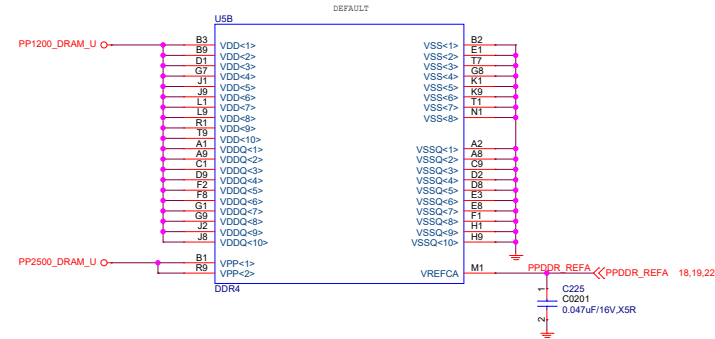 DEFAULT
U5B
PP1200_DRAM_U
B3 VDD<1> VSS<1> B2
B9 VDD<2> VSS<2> E1
D1 VDD<3> VSS<3> T7
G7 VDD<4> VSS<4> G8
J1 VDD<5> VSS<5> K1
J9 VDD<6> VSS<6> K9
L1 VDD<7> VSS<7> T1
L9 VDD<8> VSS<8> N1
R1 VDD<9>
T9 VDD<10>
A1 VDDQ<1> VSSQ<1> A2
A9 VDDQ<2> VSSQ<2> A8
C1 VDDQ<3> VSSQ<3> C9
D9 VDDQ<4> VSSQ<4> D2
F2 VDDQ<5> VSSQ<5> D8
F8 VDDQ<6> VSSQ<6> E3
G1 VDDQ<7> VSSQ<7> E8
G9 VDDQ<8> VSSQ<8> F1
J2 VDDQ<9> VSSQ<9> H1
J8 VDDQ<10> VSSQ<10> H9
PP2500_DRAM_U B1 VPP<1>
R9 VPP<2> VREFCA M1 PPDDR_REFA PPDDR_REFA 18,19,22
DDR4
1 C225
C0201
2 0.047uF/16V,X5R